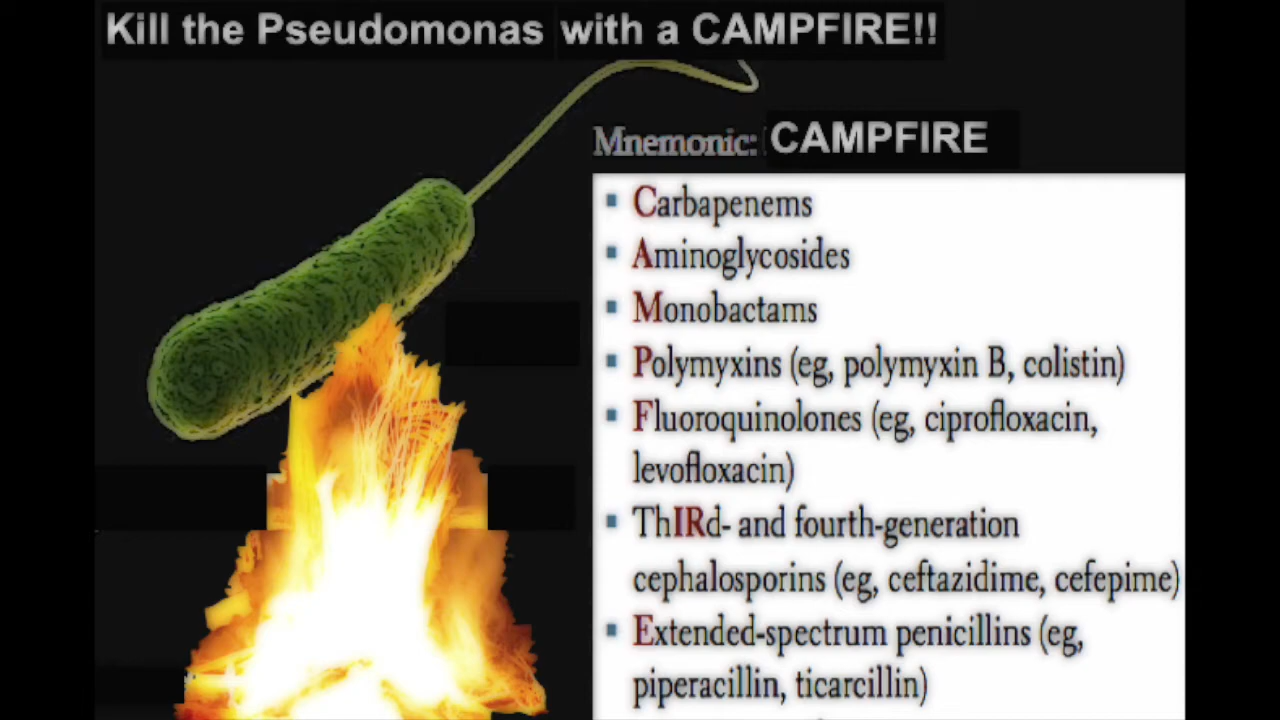 Kill the Pseudomonas with a CAMPFIRE!!
Mnemonic: CAMPFIRE
▪ Carbapenems
▪ Aminoglycosides
▪ Monobactams
▪ Polymyxins (eg, polymyxin B, colistin)
▪ Fluoroquinolones (eg, ciprofloxacin,
levofloxacin)
▪ ThIRd- and fourth-generation
cephalosporins (eg, ceftazidime, cefepime)
▪ Extended-spectrum penicillins (eg,
piperacillin, ticarcillin)